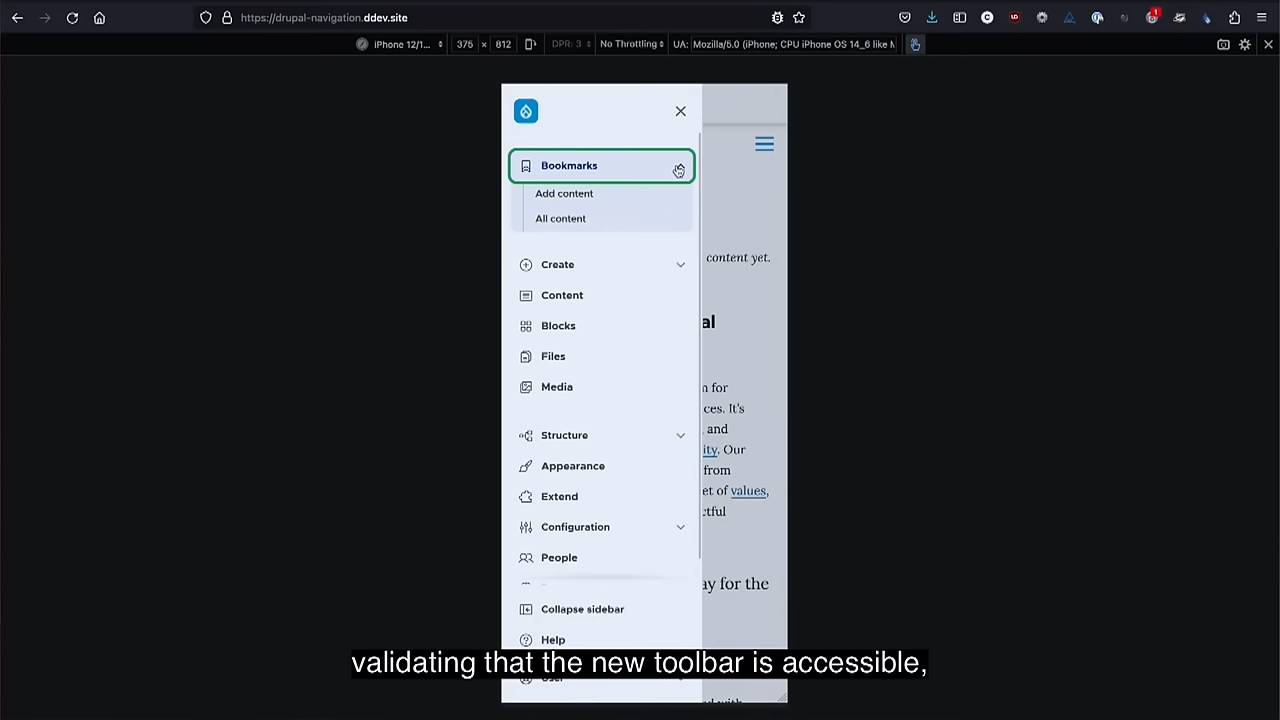 https://drupal-navigation.ddev.site
1
iPhone 12/1...
375 × 812
DPR: 3
No Throttling
UA: Mozilla/5.0 (iPhone; CPU iPhone OS 14_6 like M
Bookmarks
Add content
All content
content yet.
Create
Content
Blocks
al
Files
Media
n for
ces. It's
, and
Structure
ity. Our
Appearance
from
et of values,
Extend
ctful
Configuration
People
ay for the
Collapse sidebar
Help
validating that the new toolbar is accessible,